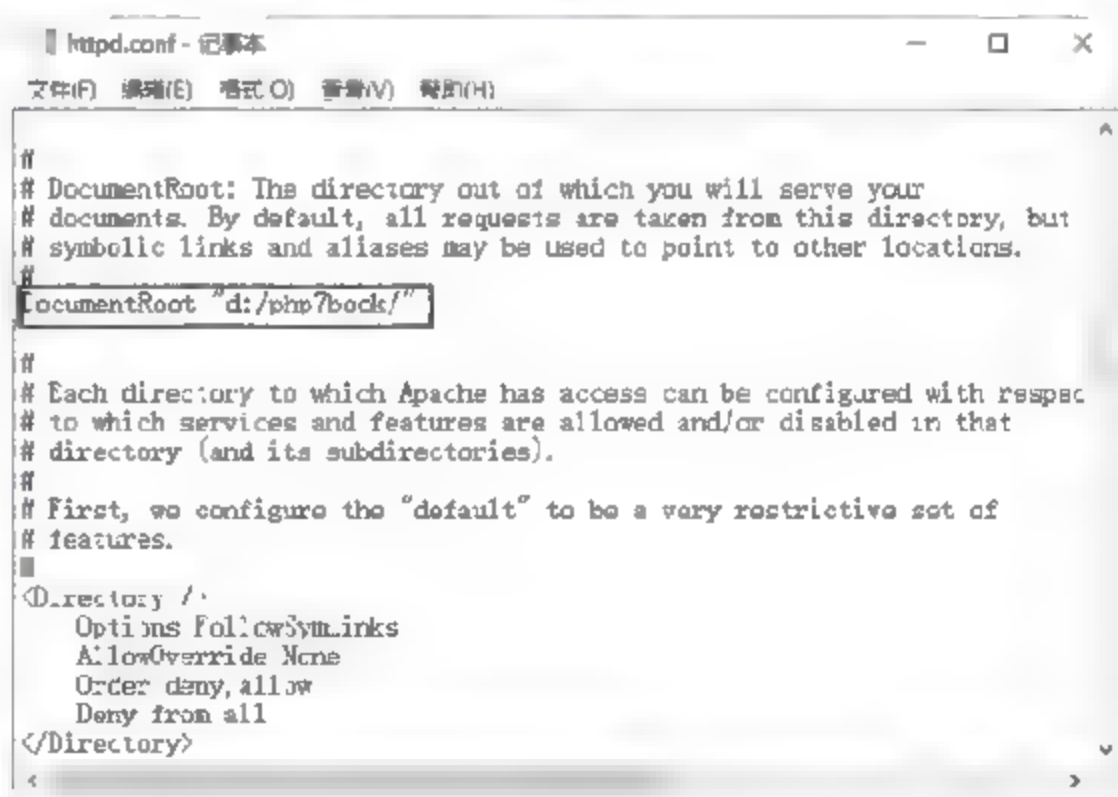 httpd.conf - 记事本
文件(F) 编辑(E) 格式(O) 查看(V) 帮助(H)
#
# DocumentRoot: The directory out of which you will serve your
# documents. By default, all requests are taken from this directory, but
# symbolic links and aliases may be used to point to other locations.
#
DocumentRoot "d:/php7book/"
#
# Each directory to which Apache has access can be configured with respec
# to which services and features are allowed and/or disabled in that
# directory (and its subdirectories).
#
# First, we configure the "default" to be a very restrictive set of
# features.
<Directory />
Options FollowSymLinks
AllowOverride None
Order deny,allow
Deny from all
</Directory>